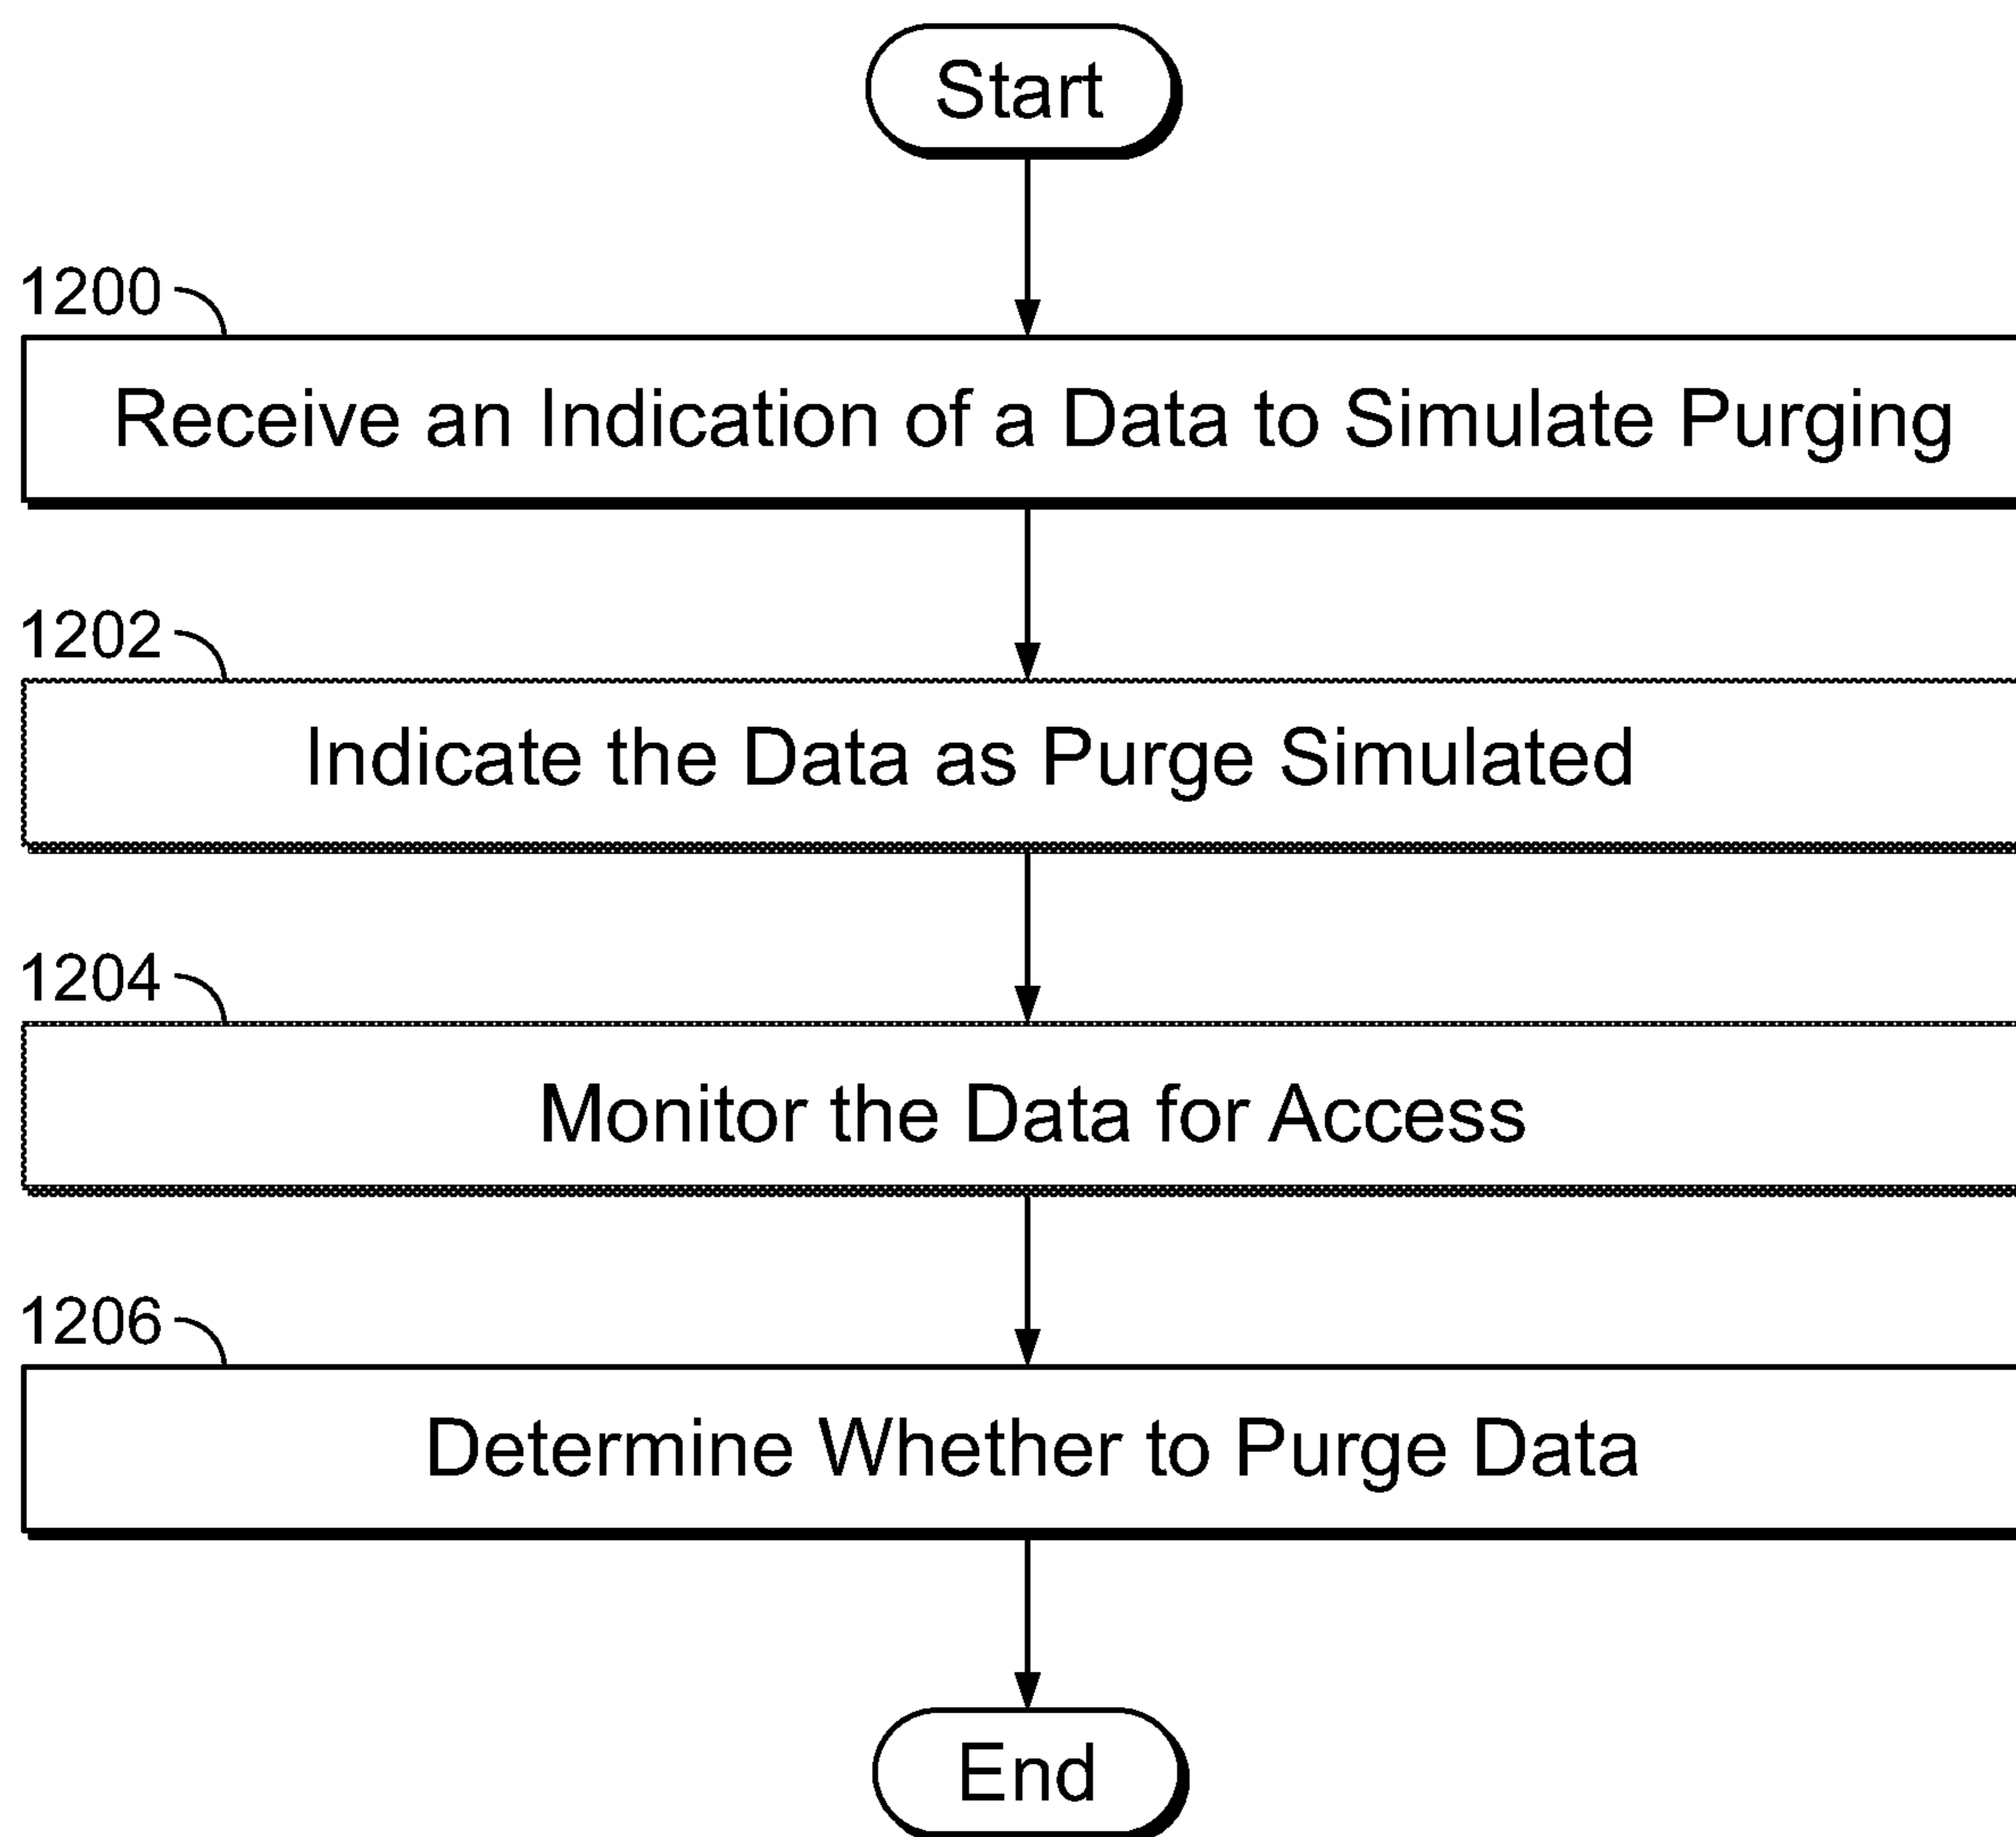 Start
1200
Receive an Indication of a Data to Simulate Purging
1202
Indicate the Data as Purge Simulated
1204
Monitor the Data for Access
1206
Determine Whether to Purge Data
End